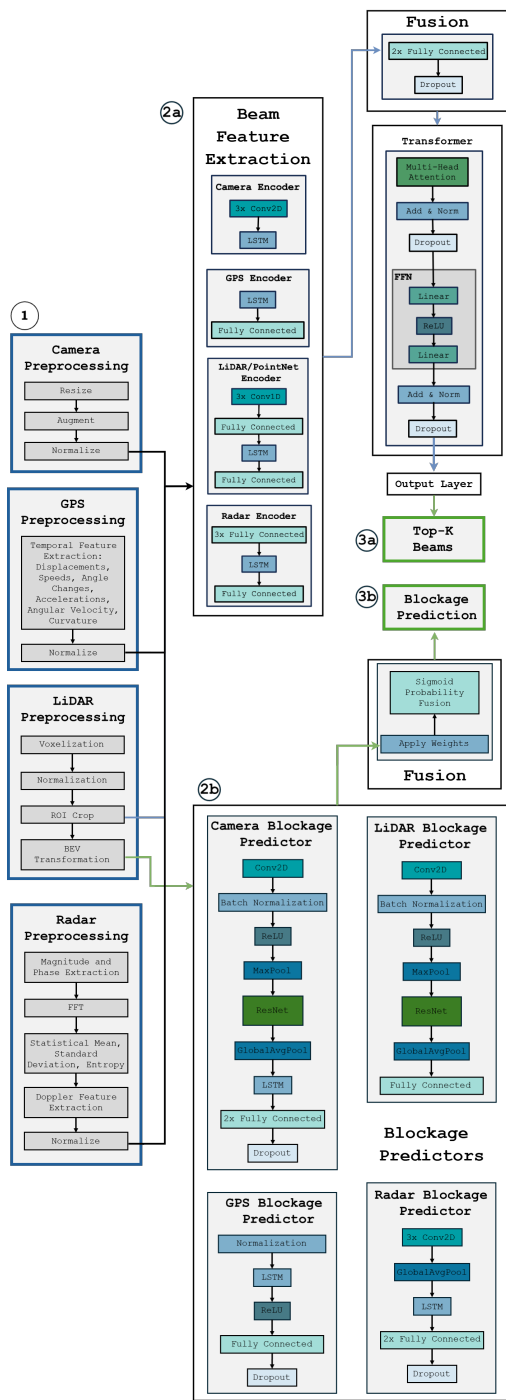 1
Camera
Preprocessing
Resize
Augment
Normalize
GPS
Preprocessing
Temporal Feature
Extraction:
Displacements,
Speeds, Angle
Changes,
Accelerations,
Angular Velocity,
Curvature
Normalize
LiDAR
Preprocessing
Voxelization
Normalization
ROI Crop
BEV
Transformation
Radar
Preprocessing
Magnitude and
Phase Extraction
FFT
Statistical Mean,
Standard
Deviation, Entropy
Doppler Feature
Extraction
Normalize
2a
Beam
Feature
Extraction
Camera Encoder
3x Conv2D
LSTM
GPS Encoder
LSTM
Fully Connected
LiDAR/PointNet
Encoder
3x Conv1D
Fully Connected
LSTM
Fully Connected
Radar Encoder
3x Fully Connected
LSTM
Fully Connected
Fusion
2x Fully Connected
Dropout
Transformer
Multi-Head
Attention
Add & Norm
Dropout
FFN
Linear
ReLU
Linear
Add & Norm
Dropout
Output Layer
3a
Top-K
Beams
3b
Blockage
Prediction
Sigmoid
Probability
Fusion
Apply Weights
Fusion
2b
Camera Blockage
Predictor
Conv2D
Batch Normalization
ReLU
MaxPool
ResNet
GlobalAvgPool
LSTM
2x Fully Connected
Dropout
LiDAR Blockage
Predictor
Conv2D
Batch Normalization
ReLU
MaxPool
ResNet
GlobalAvgPool
Fully Connected
Blockage
Predictors
GPS Blockage
Predictor
Normalization
LSTM
ReLU
Fully Connected
Dropout
Radar Blockage
Predictor
3x Conv2D
GlobalAvgPool
LSTM
2x Fully Connected
Dropout